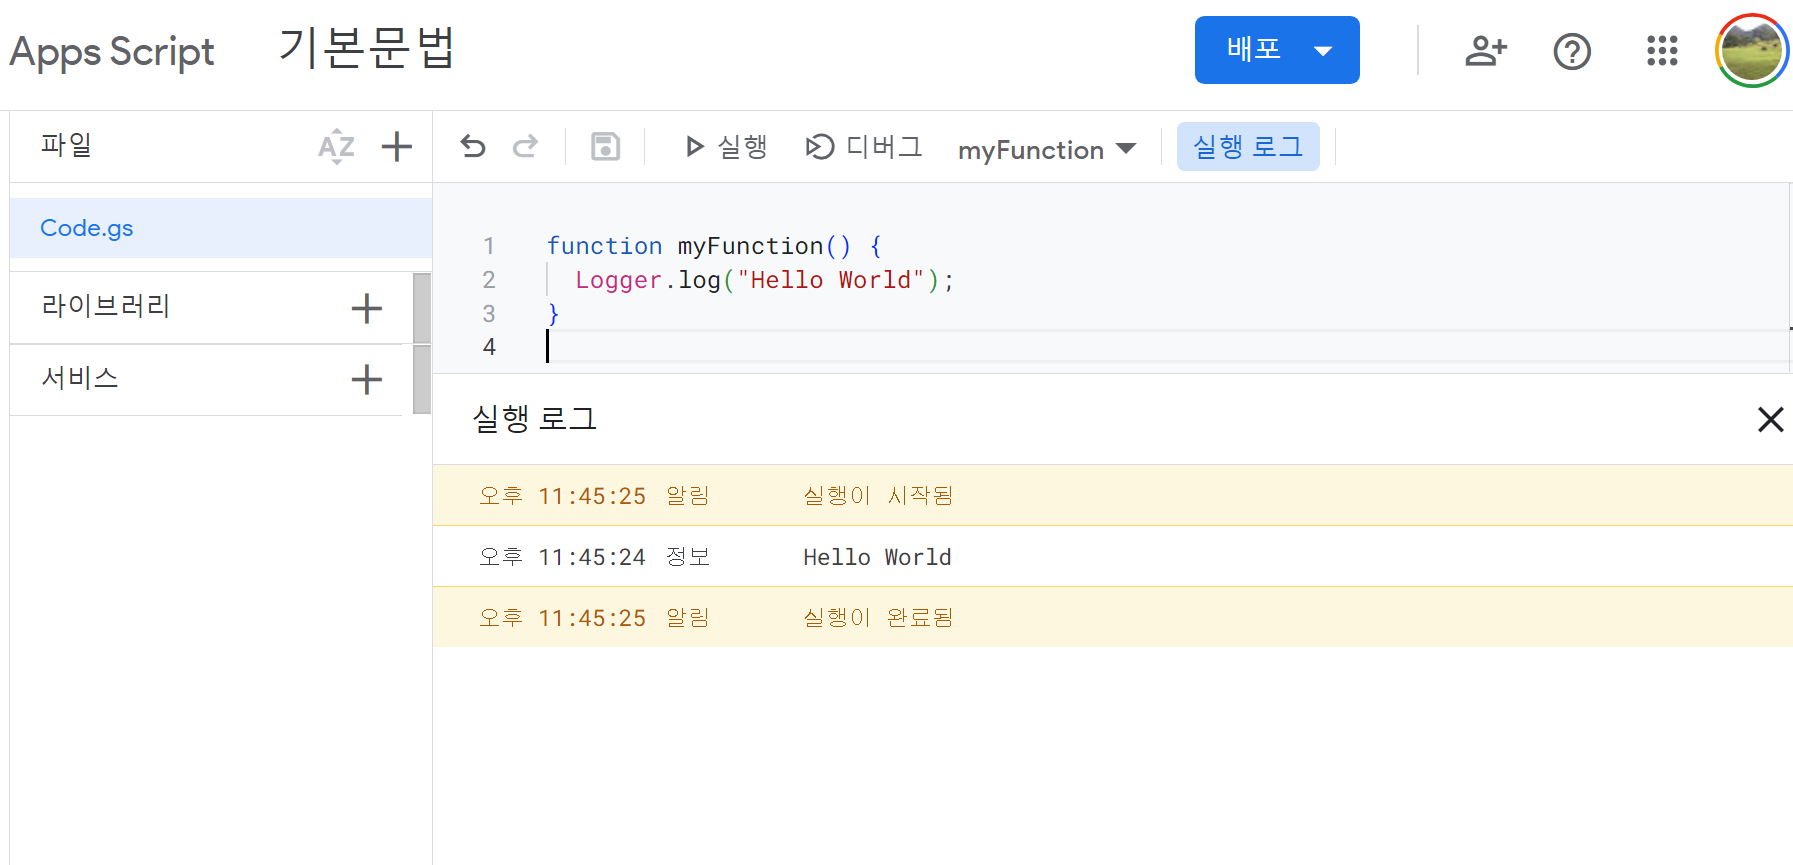 Apps Script 기본문법 배포
파일 AZ 실행 디버그 myFunction 실행 로그
Code.gs
라이브러리
서비스
1 function myFunction() {
2 Logger.log("Hello World");
3 }
4
실행 로그
오후 11:45:25 알림 실행이 시작됨
오후 11:45:24 정보 Hello World
오후 11:45:25 알림 실행이 완료됨